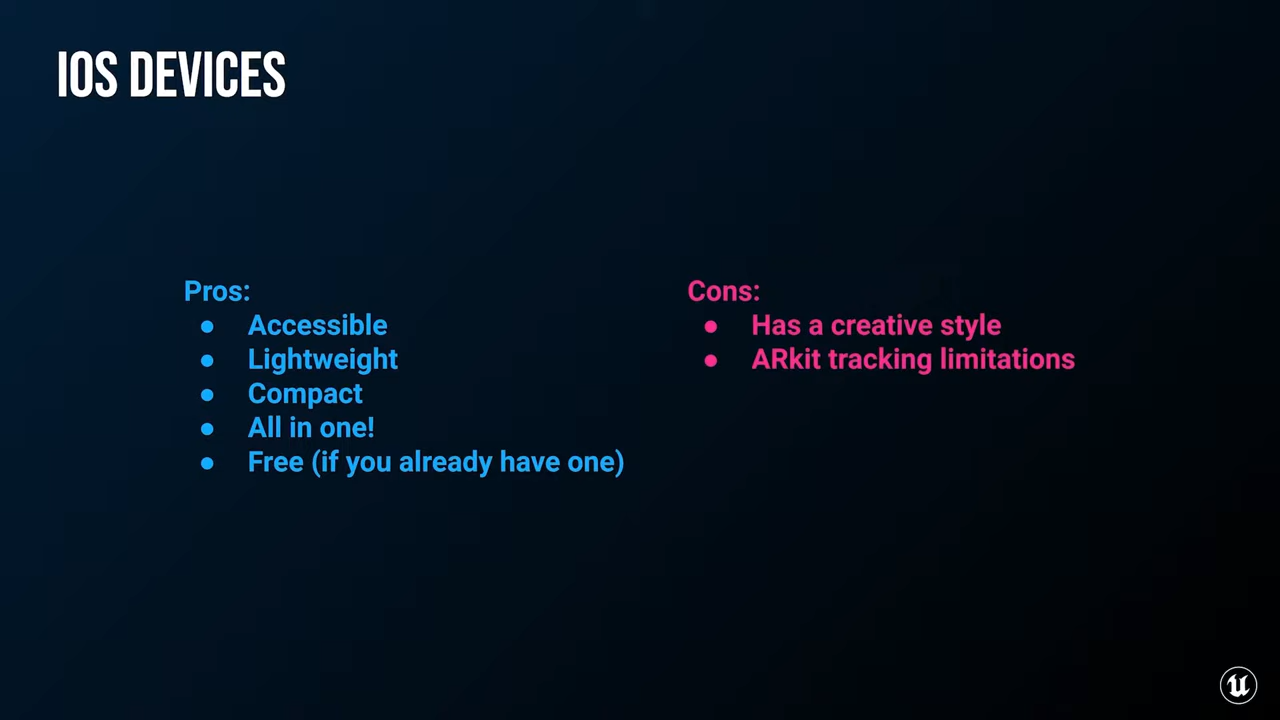 IOS DEVICES
Pros:
● Accessible
● Lightweight
● Compact
● All in one!
● Free (if you already have one)
Cons:
● Has a creative style
● ARkit tracking limitations